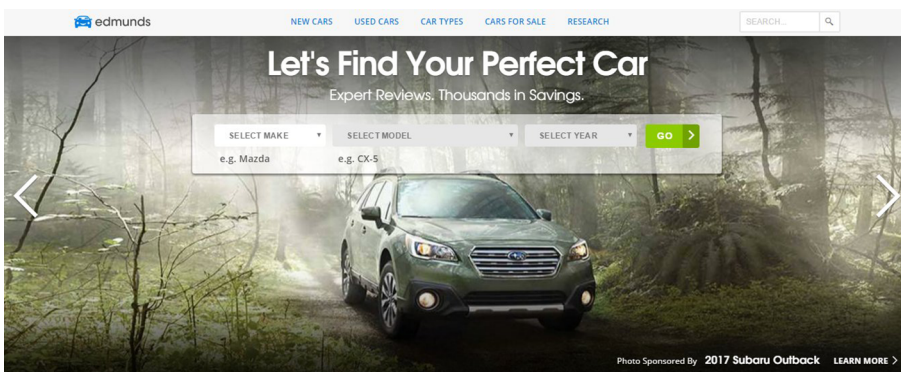 edmunds
NEW CARS USED CARS CAR TYPES CARS FOR SALE RESEARCH
SEARCH...
Let's Find Your Perfect Car
Expert Reviews. Thousands in Savings.
SELECT MAKE SELECT MODEL SELECT YEAR GO
e.g. Mazda e.g. CX-5
Photo Sponsored By 2017 Subaru Outback LEARN MORE